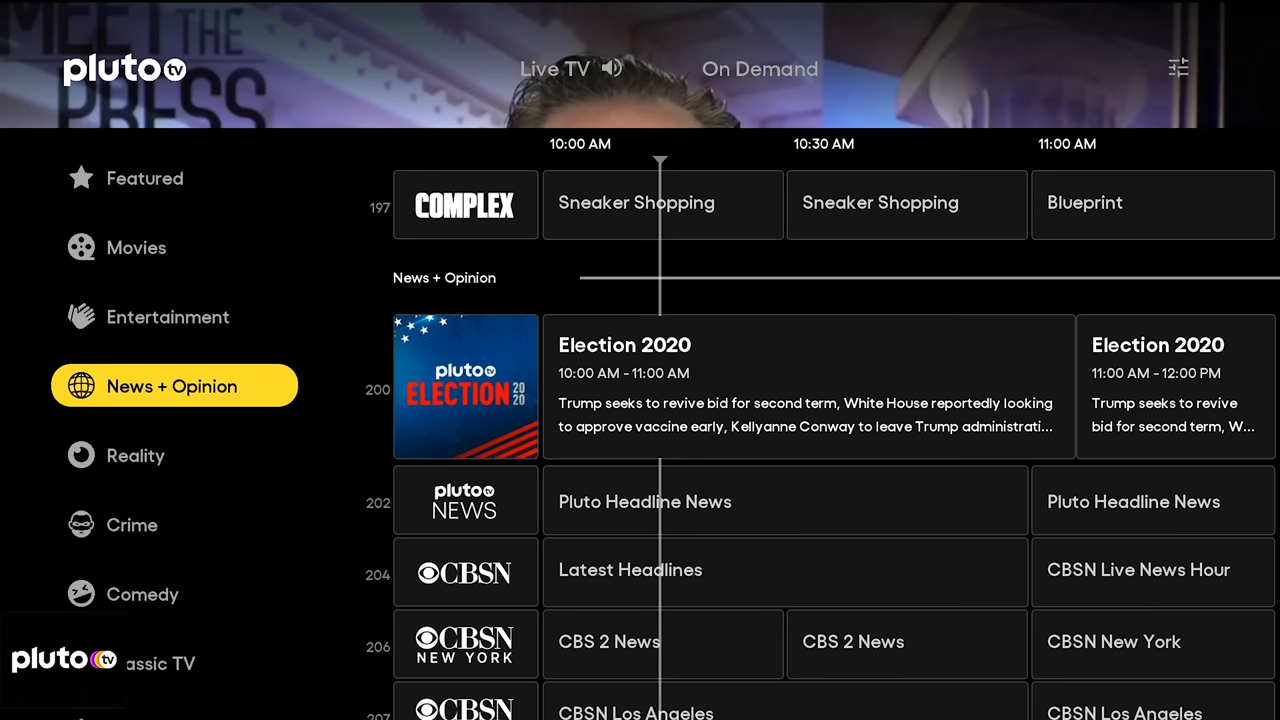 MEET THE
PRESS
pluto tv
Live TV
On Demand
10:00 AM
10:30 AM
11:00 AM
Featured
Movies
Entertainment
News + Opinion
Reality
Crime
Comedy
pluto tv
assic TV
197
COMPLEX
Sneaker Shopping
Sneaker Shopping
Blueprint
News + Opinion
200
pluto tv
ELECTION 20
20
Election 2020
10:00 AM - 11:00 AM
Trump seeks to revive bid for second term, White House reportedly looking
to approve vaccine early, Kellyanne Conway to leave Trump administrati...
Election 2020
11:00 AM - 12:00 PM
Trump seeks to revive
bid for second term, W...
202
pluto tv
NEWS
Pluto Headline News
Pluto Headline News
204
CBSN
Latest Headlines
CBSN Live News Hour
206
CBSN
NEW YORK
CBS 2 News
CBS 2 News
CBSN New York
207
CBSN
CBSN Los Angeles
CBSN Los Angeles